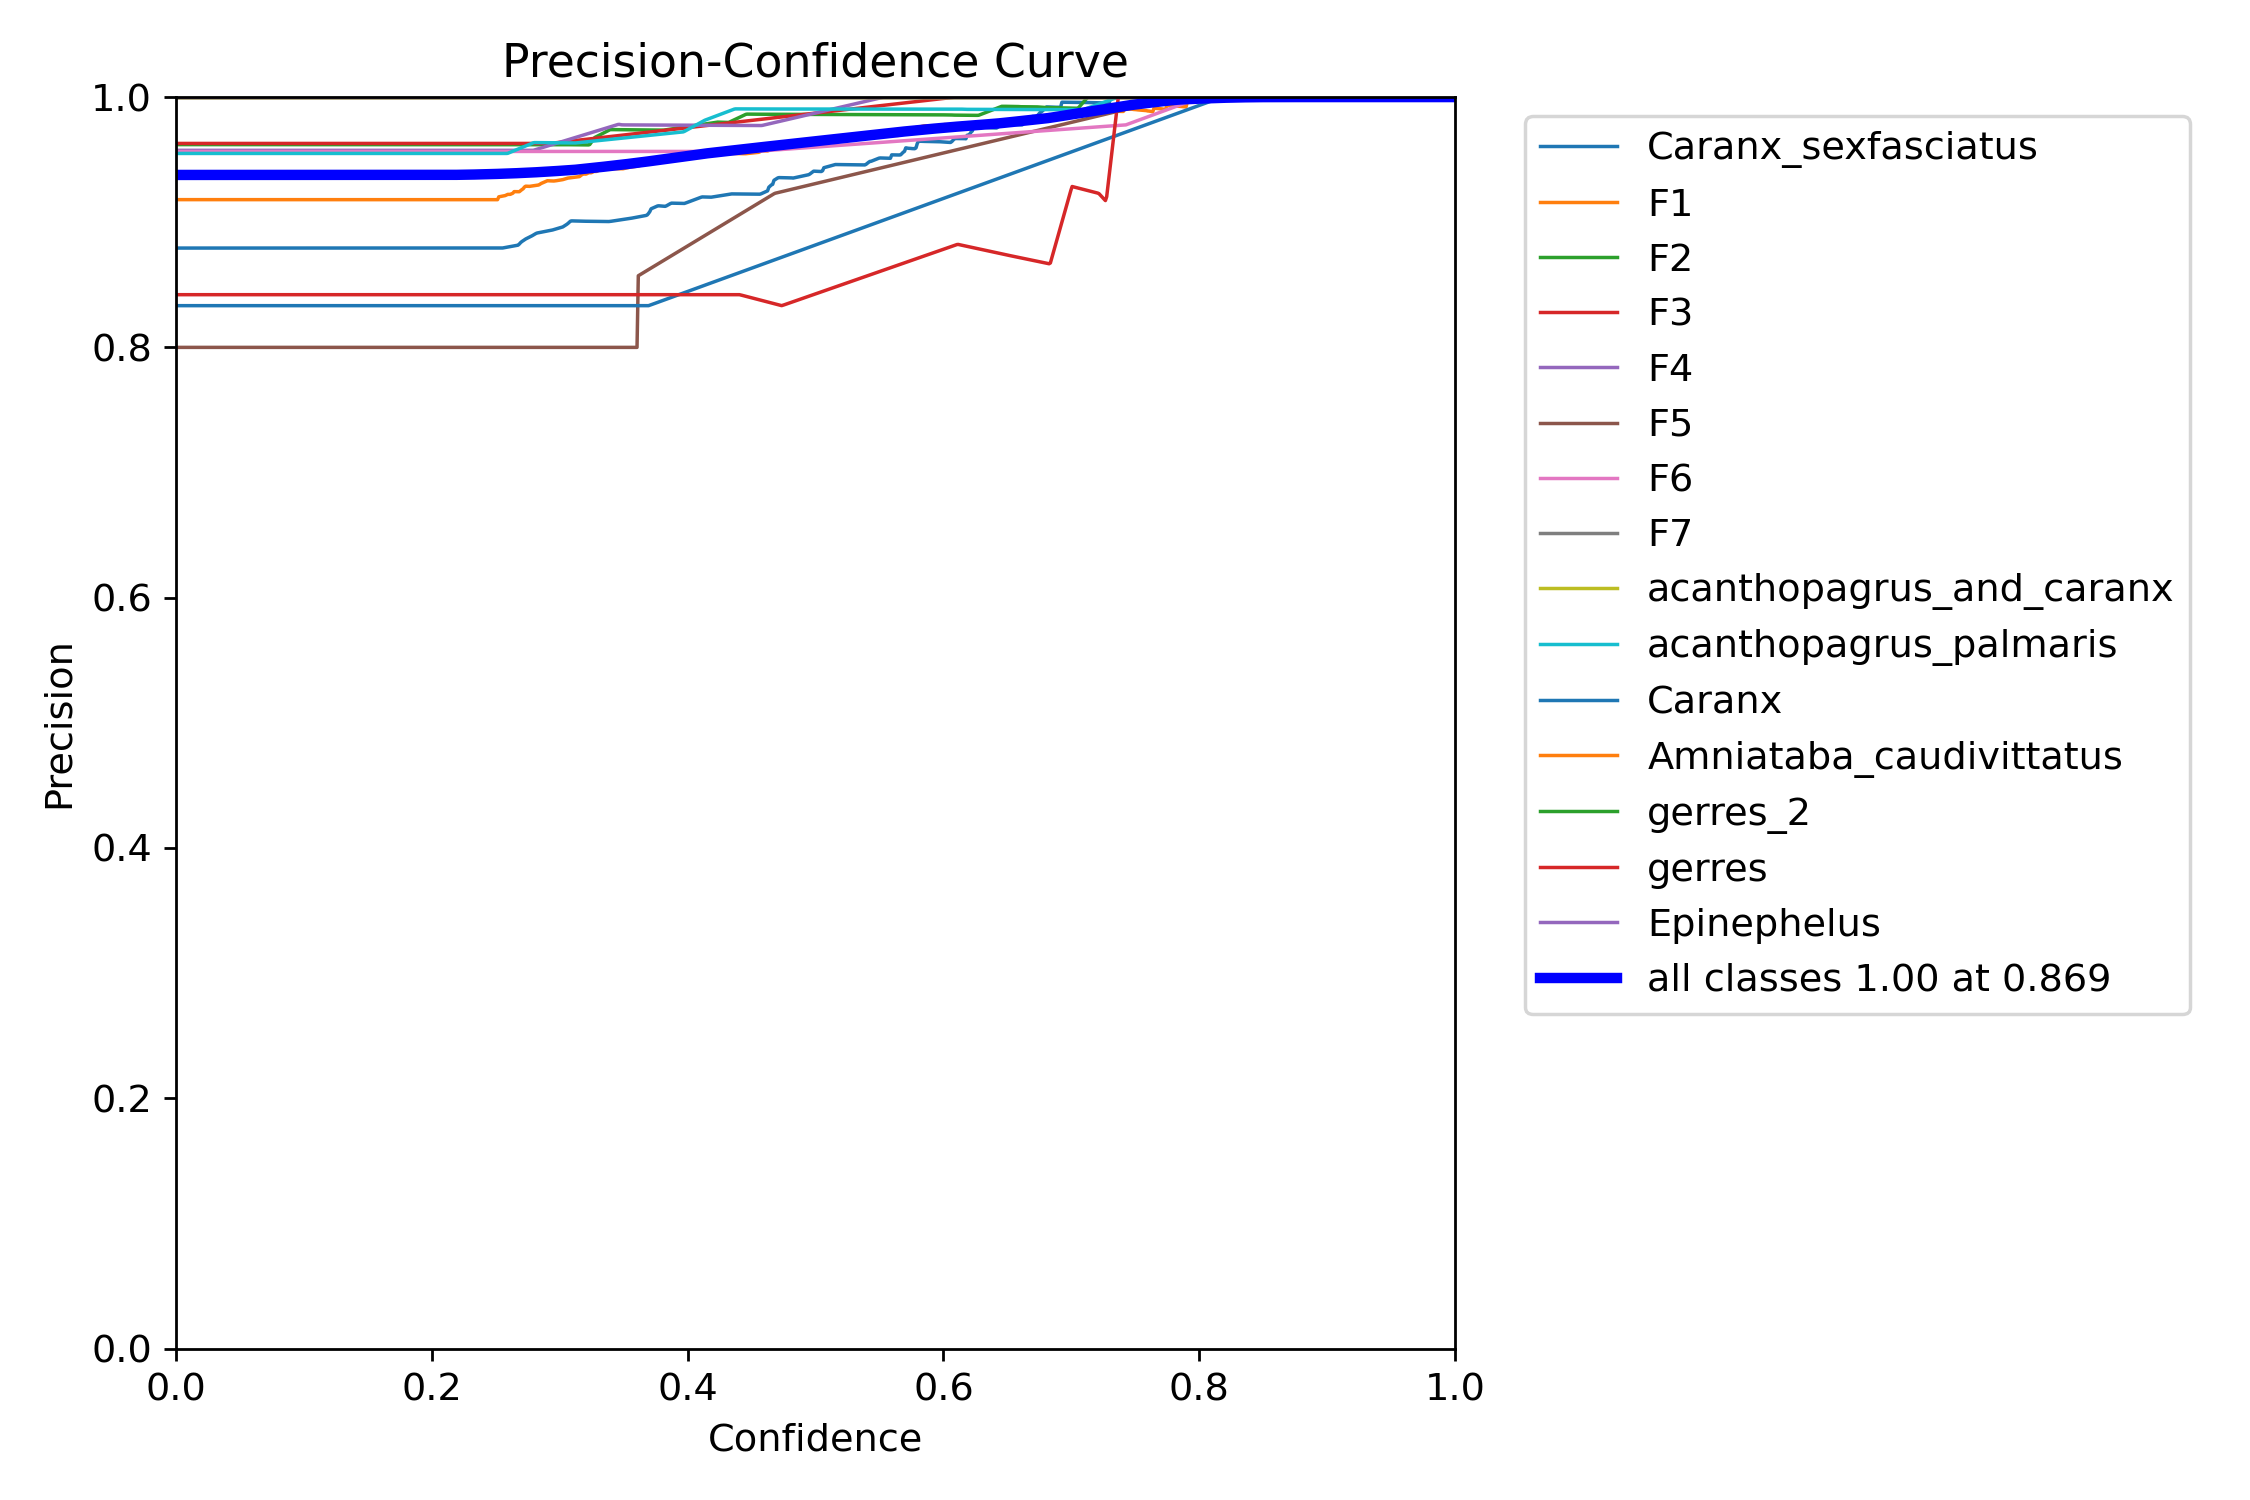 Precision-Confidence Curve
1.0
0.8
0.6
0.4
0.2
0.0
Precision
0.0 0.2 0.4 0.6 0.8 1.0
Confidence
Caranx_sexfasciatus
F1
F2
F3
F4
F5
F6
F7
acanthopagrus_and_caranx
acanthopagrus_palmaris
Caranx
Amniataba_caudivittatus
gerres_2
gerres
Epinephelus
all classes 1.00 at 0.869